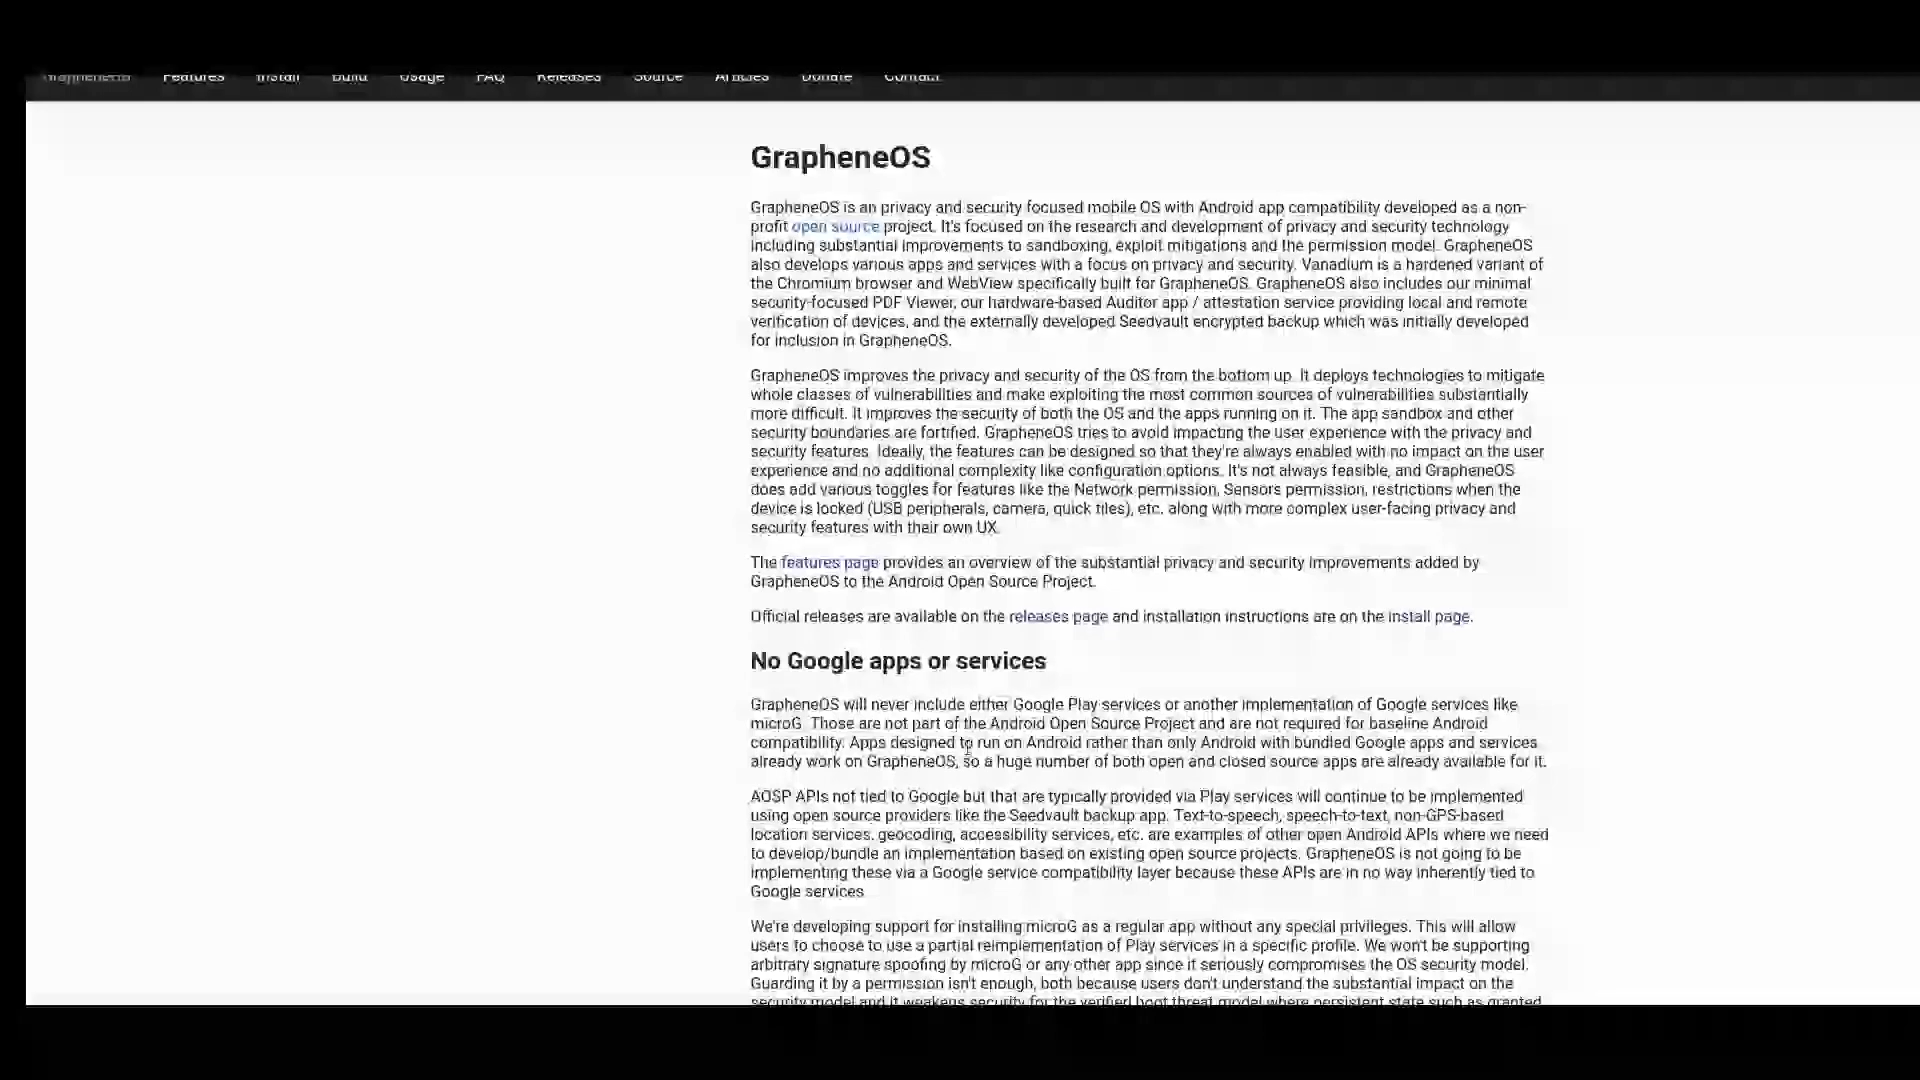 GrapheneOS Features Install Build Usage FAQ Releases Source Articles Donate Contact
GrapheneOS
GrapheneOS is an privacy and security focused mobile OS with Android app compatibility developed as a non-
profit open source project. It's focused on the research and development of privacy and security technology
including substantial improvements to sandboxing, exploit mitigations and the permission model. GrapheneOS
also develops various apps and services with a focus on privacy and security. Vanadium is a hardened variant of
the Chromium browser and WebView specifically built for GrapheneOS. GrapheneOS also includes our minimal
security-focused PDF Viewer, our hardware-based Auditor app / attestation service providing local and remote
verification of devices, and the externally developed Seedvault encrypted backup which was initially developed
for inclusion in GrapheneOS.
GrapheneOS improves the privacy and security of the OS from the bottom up. It deploys technologies to mitigate
whole classes of vulnerabilities and make exploiting the most common sources of vulnerabilities substantially
more difficult. It improves the security of both the OS and the apps running on it. The app sandbox and other
security boundaries are fortified. GrapheneOS tries to avoid impacting the user experience with the privacy and
security features. Ideally, the features can be designed so that they're always enabled with no impact on the user
experience and no additional complexity like configuration options. It's not always feasible, and GrapheneOS
does add various toggles for features like the Network permission, Sensors permission, restrictions when the
device is locked (USB peripherals, camera, quick tiles), etc. along with more complex user-facing privacy and
security features with their own UX.
The features page provides an overview of the substantial privacy and security improvements added by
GrapheneOS to the Android Open Source Project.
Official releases are available on the releases page and installation instructions are on the install page.
No Google apps or services
GrapheneOS will never include either Google Play services or another implementation of Google services like
microG. Those are not part of the Android Open Source Project and are not required for baseline Android
compatibility. Apps designed to run on Android rather than only Android with bundled Google apps and services
already work on GrapheneOS, so a huge number of both open and closed source apps are already available for it.
AOSP APIs not tied to Google but that are typically provided via Play services will continue to be implemented
using open source providers like the Seedvault backup app. Text-to-speech, speech-to-text, non-GPS-based
location services, geocoding, accessibility services, etc. are examples of other open Android APIs where we need
to develop/bundle an implementation based on existing open source projects. GrapheneOS is not going to be
implementing these via a Google service compatibility layer because these APIs are in no way inherently tied to
Google services.
We're developing support for installing microG as a regular app without any special privileges. This will allow
users to choose to use a partial reimplementation of Play services in a specific profile. We won't be supporting
arbitrary signature spoofing by microG or any other app since it seriously compromises the OS security model.
Guarding it by a permission isn't enough, both because users don't understand the substantial impact on the
security model and it weakens security for the verified boot threat model where persistent state such as granted